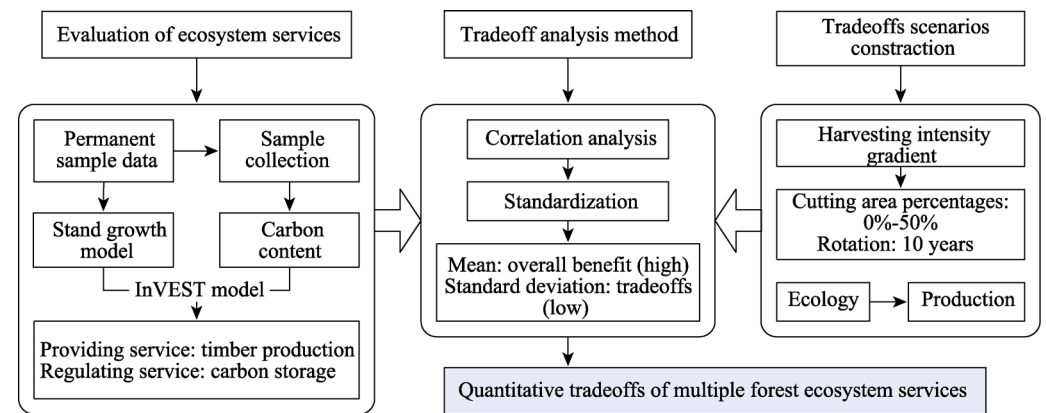 Evaluation of ecosystem services
Permanent
sample data
Sample
collection
Stand growth
model
Carbon
content
InVEST model
Providing service: timber production
Regulating service: carbon storage
Tradeoff analysis method
Correlation analysis
Standardization
Mean: overall benefit (high)
Standard deviation: tradeoffs
(low)
Tradeoffs scenarios
constraction
Harvesting intensity
gradient
Cutting area percentages:
0%-50%
Rotation: 10 years
Ecology
Production
Quantitative tradeoffs of multiple forest ecosystem services